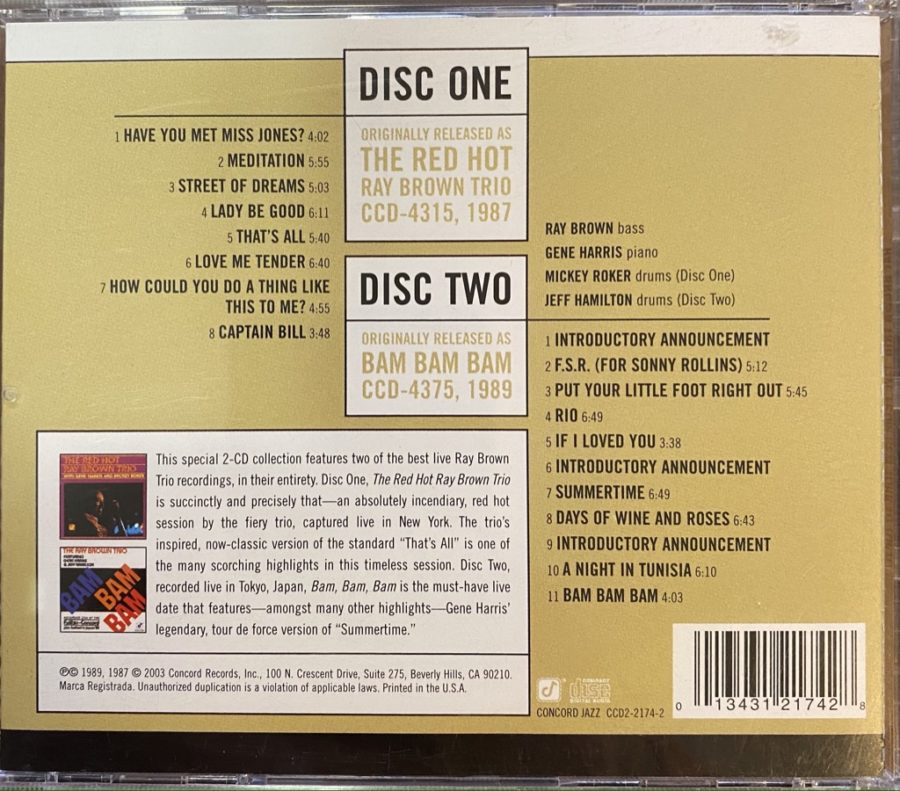 DISC ONE
ORIGINALLY RELEASED AS
THE RED HOT
RAY BROWN TRIO
CCD-4315, 1987
1 HAVE YOU MET MISS JONES? 4:02
2 MEDITATION 5:55
3 STREET OF DREAMS 5:03
4 LADY BE GOOD 6:11
5 THAT'S ALL 5:40
6 LOVE ME TENDER 6:40
7 HOW COULD YOU DO A THING LIKE
THIS TO ME? 4:55
8 CAPTAIN BILL 3:48
RAY BROWN bass
GENE HARRIS piano
MICKEY ROKER drums (Disc One)
JEFF HAMILTON drums (Disc Two)
DISC TWO
ORIGINALLY RELEASED AS
BAM BAM BAM
CCD-4375, 1989
1 INTRODUCTORY ANNOUNCEMENT
2 F.S.R. (FOR SONNY ROLLINS) 5:12
3 PUT YOUR LITTLE FOOT RIGHT OUT 5:45
4 RIO 6:49
5 IF I LOVED YOU 3:38
6 INTRODUCTORY ANNOUNCEMENT
7 SUMMERTIME 6:49
8 DAYS OF WINE AND ROSES 6:43
9 INTRODUCTORY ANNOUNCEMENT
10 A NIGHT IN TUNISIA 6:10
11 BAM BAM BAM 4:03
THE RED HOT
RAY BROWN TRIO
WITH GENE HARRIS AND MICKEY ROKER
THE RAY BROWN TRIO
FEATURING
GENE HARRIS
& JEFF HAMILTON
BAM
BAM
BAM
This special 2-CD collection features two of the best live Ray Brown
Trio recordings, in their entirety. Disc One, The Red Hot Ray Brown Trio
is succinctly and precisely that—an absolutely incendiary, red hot
session by the fiery trio, captured live in New York. The trio's
inspired, now-classic version of the standard "That's All" is one of
the many scorching highlights in this timeless session. Disc Two,
recorded live in Tokyo, Japan, Bam, Bam, Bam is the must-have live
date that features—amongst many other highlights—Gene Harris'
legendary, tour de force version of "Summertime."
℗© 1989, 1987 © 2003 Concord Records, Inc., 100 N. Crescent Drive, Suite 275, Beverly Hills, CA 90210.
Marca Registrada. Unauthorized duplication is a violation of applicable laws. Printed in the U.S.A.
COMPACT
disc
DIGITAL AUDIO
CONCORD JAZZ CCD2-2174-2
0 13431 21742 8